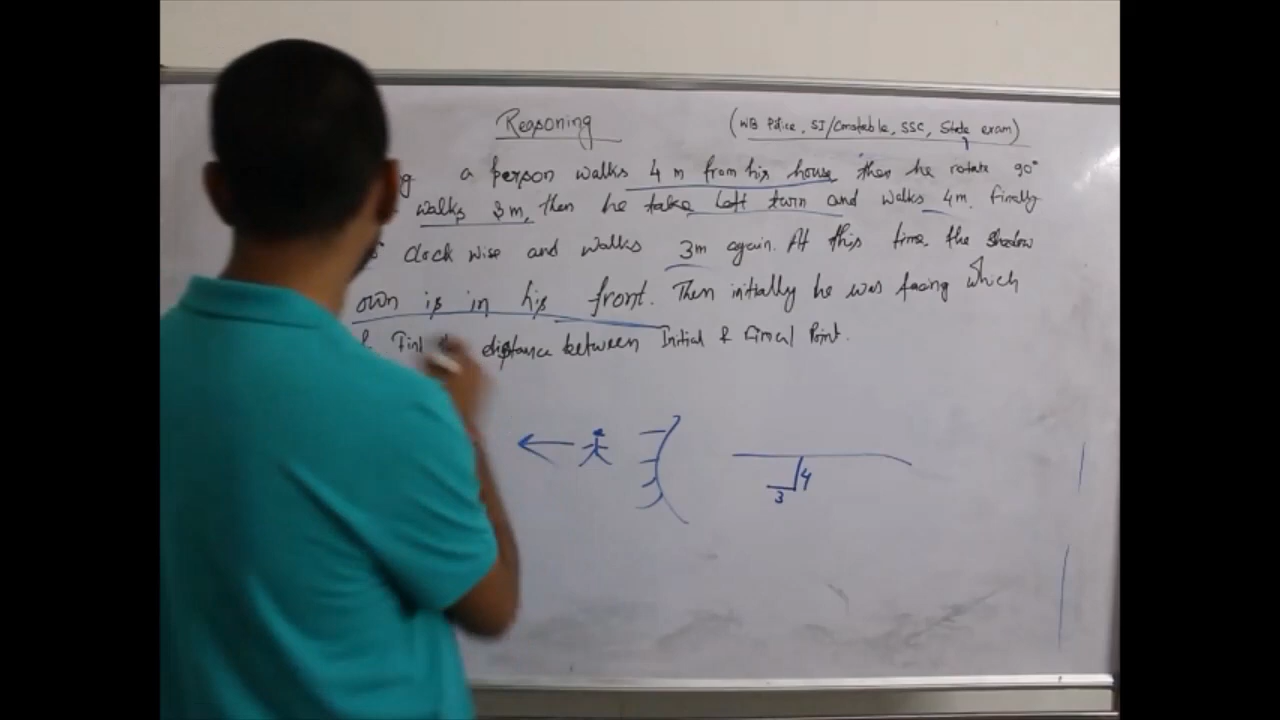 Reasoning
(WB Police, SI/Constable, SSC, State exam)
a person walks 4 m from his house then he rotate 90°
walks 3m, then he take left turn and walks 4m. finally
clock wise and walks 3m again. At this time the shadow
own is in his front. Then initially he was facing which
distance between Initial & Final Point.
4
3